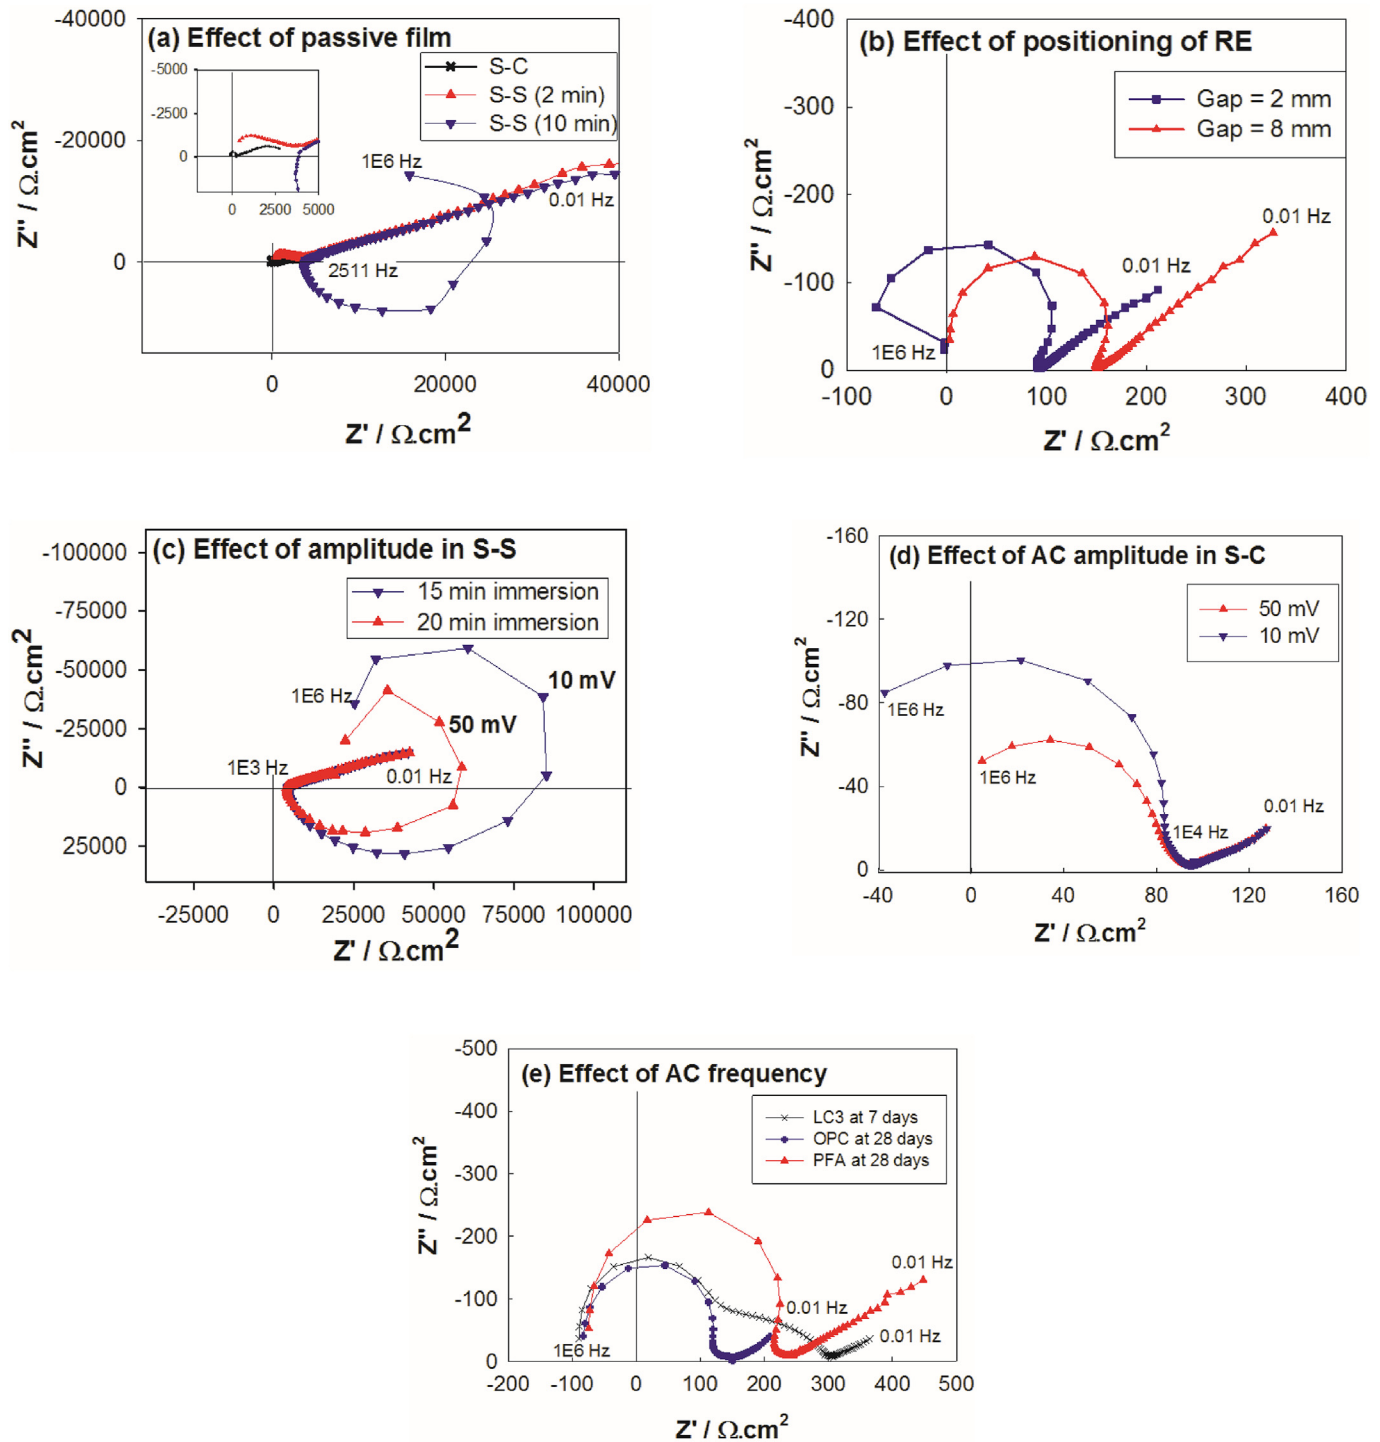 (a) Effect of passive film
-40000
-20000
0
Z'' / Ω.cm²
0
20000
40000
Z' / Ω.cm²
S-C
S-S (2 min)
S-S (10 min)
-5000
-2500
0
0
2500
5000
1E6 Hz
0.01 Hz
2511 Hz
(b) Effect of positioning of RE
-400
-300
-200
-100
0
Z'' / Ω.cm²
-100
0
100
200
300
400
Z' / Ω.cm²
Gap = 2 mm
Gap = 8 mm
0.01 Hz
0.01 Hz
1E6 Hz
(c) Effect of amplitude in S-S
-100000
-75000
-50000
-25000
0
25000
Z'' / Ω.cm²
-25000
0
25000
50000
75000
100000
Z' / Ω.cm²
15 min immersion
20 min immersion
10 mV
1E6 Hz
50 mV
1E3 Hz
0.01 Hz
(d) Effect of AC amplitude in S-C
-160
-120
-80
-40
0
Z'' / Ω.cm²
-40
0
40
80
120
160
Z' / Ω.cm²
50 mV
10 mV
1E6 Hz
1E6 Hz
1E4 Hz
0.01 Hz
(e) Effect of AC frequency
-500
-400
-300
-200
-100
0
Z'' / Ω.cm²
-200
-100
0
100
200
300
400
500
Z' / Ω.cm²
LC3 at 7 days
OPC at 28 days
PFA at 28 days
0.01 Hz
0.01 Hz
0.01 Hz
1E6 Hz